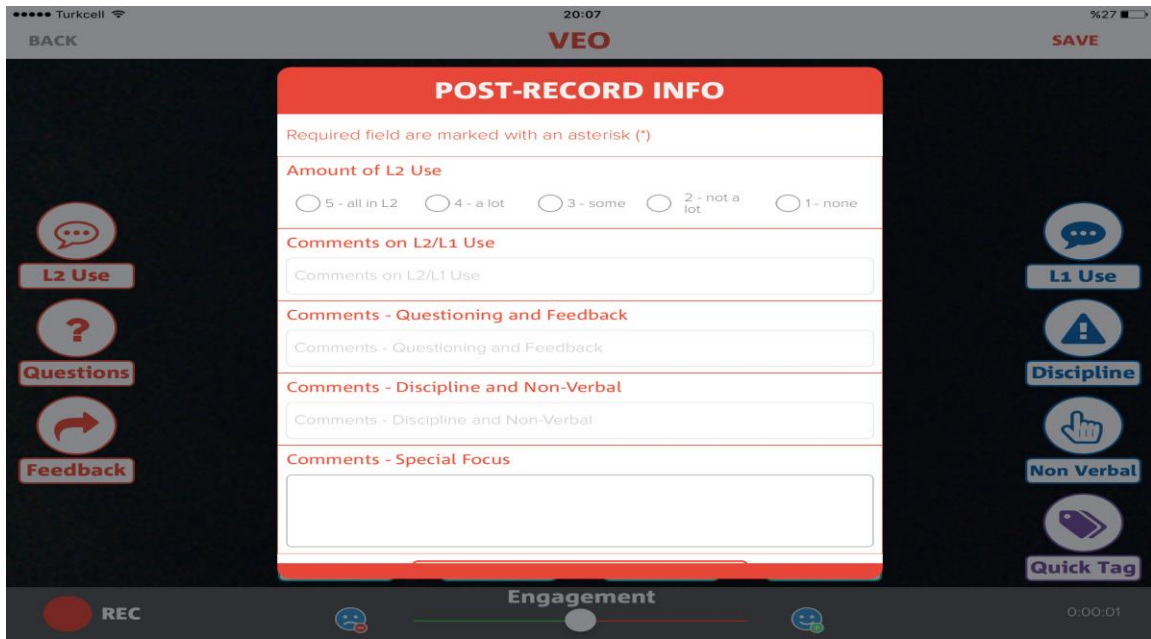 Turkcell 20:07 %27
BACK VEO SAVE
POST-RECORD INFO
Required field are marked with an asterisk (*)
Amount of L2 Use
5 - all in L2 4 - a lot 3 - some 2 - not a lot 1 - none
Comments on L2/L1 Use
Comments on L2/L1 Use
Comments - Questioning and Feedback
Comments - Questioning and Feedback
Comments - Discipline and Non-Verbal
Comments - Discipline and Non-Verbal
Comments - Special Focus
L2 Use
Questions
Feedback
L1 Use
Discipline
Non Verbal
Quick Tag
REC Engagement 0:00:01